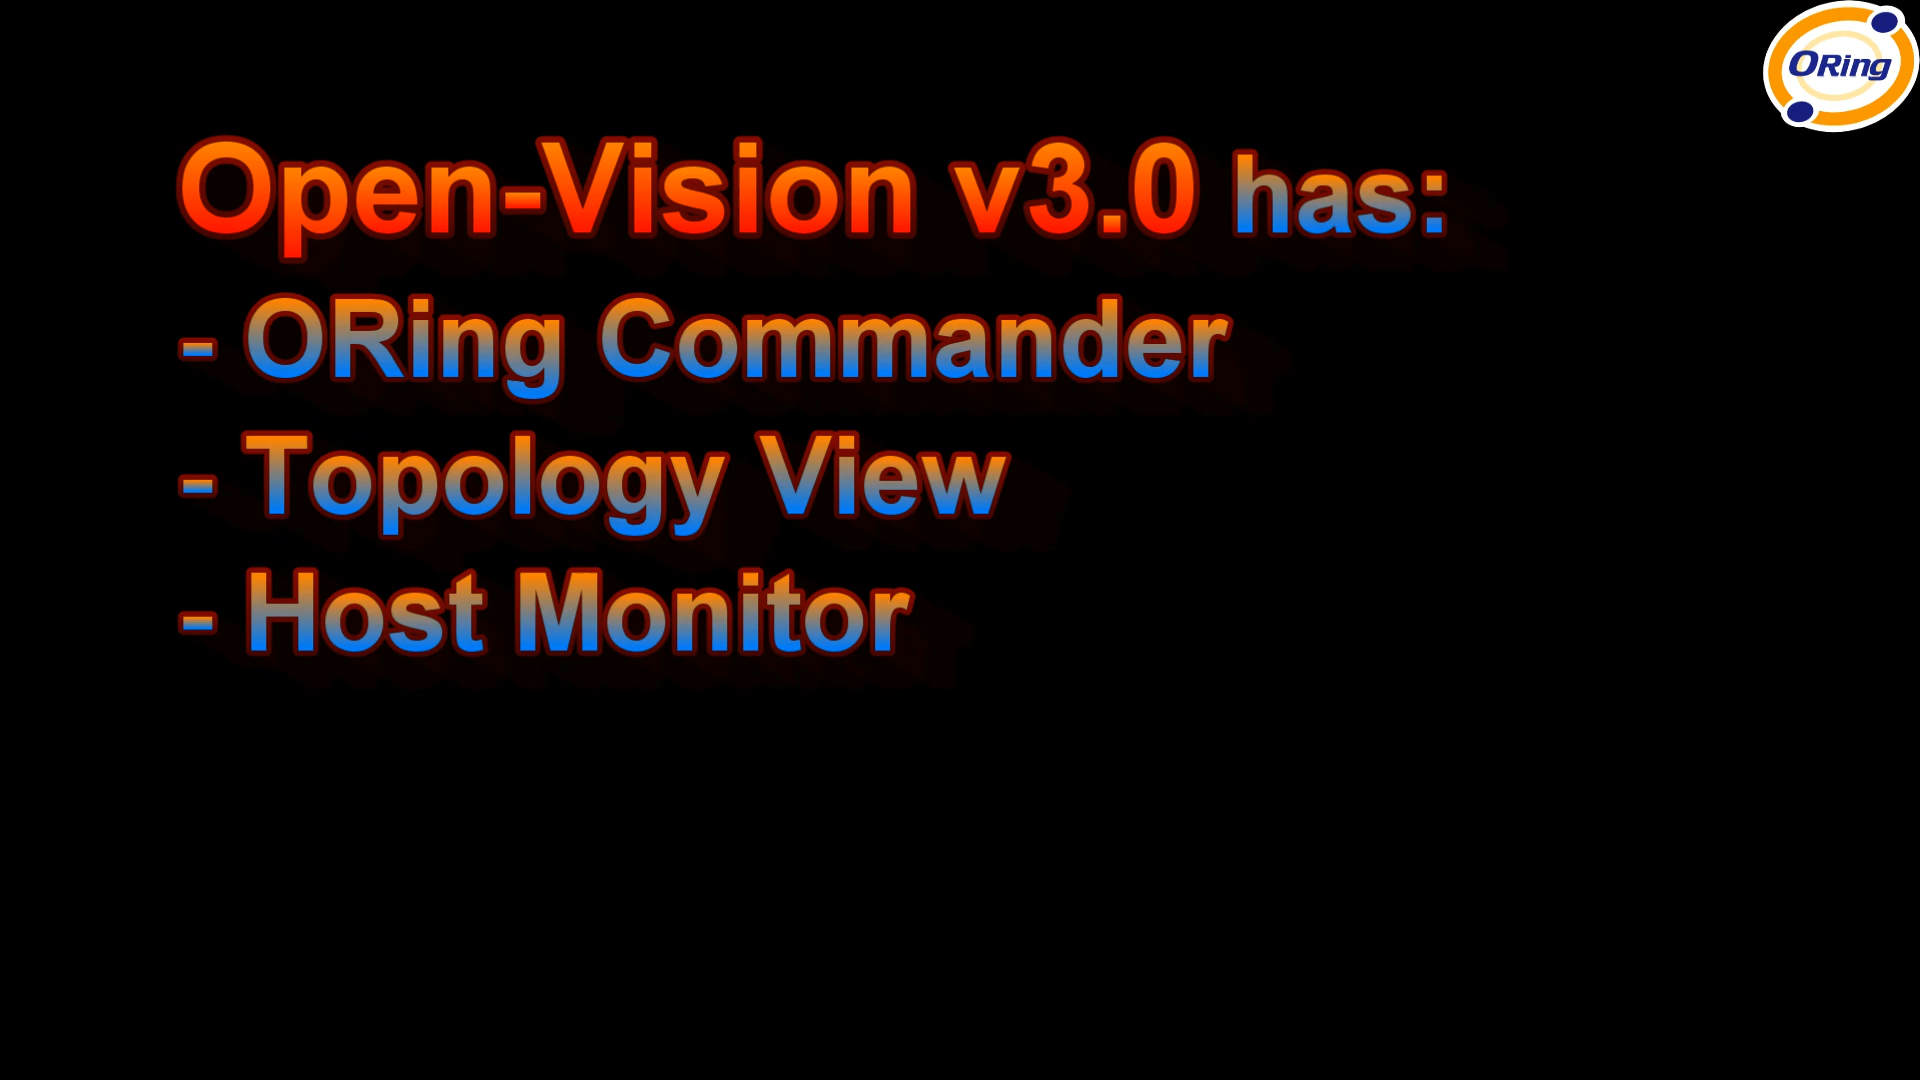 ORing
Open-Vision v3.0 has:
- ORing Commander
- Topology View
- Host Monitor